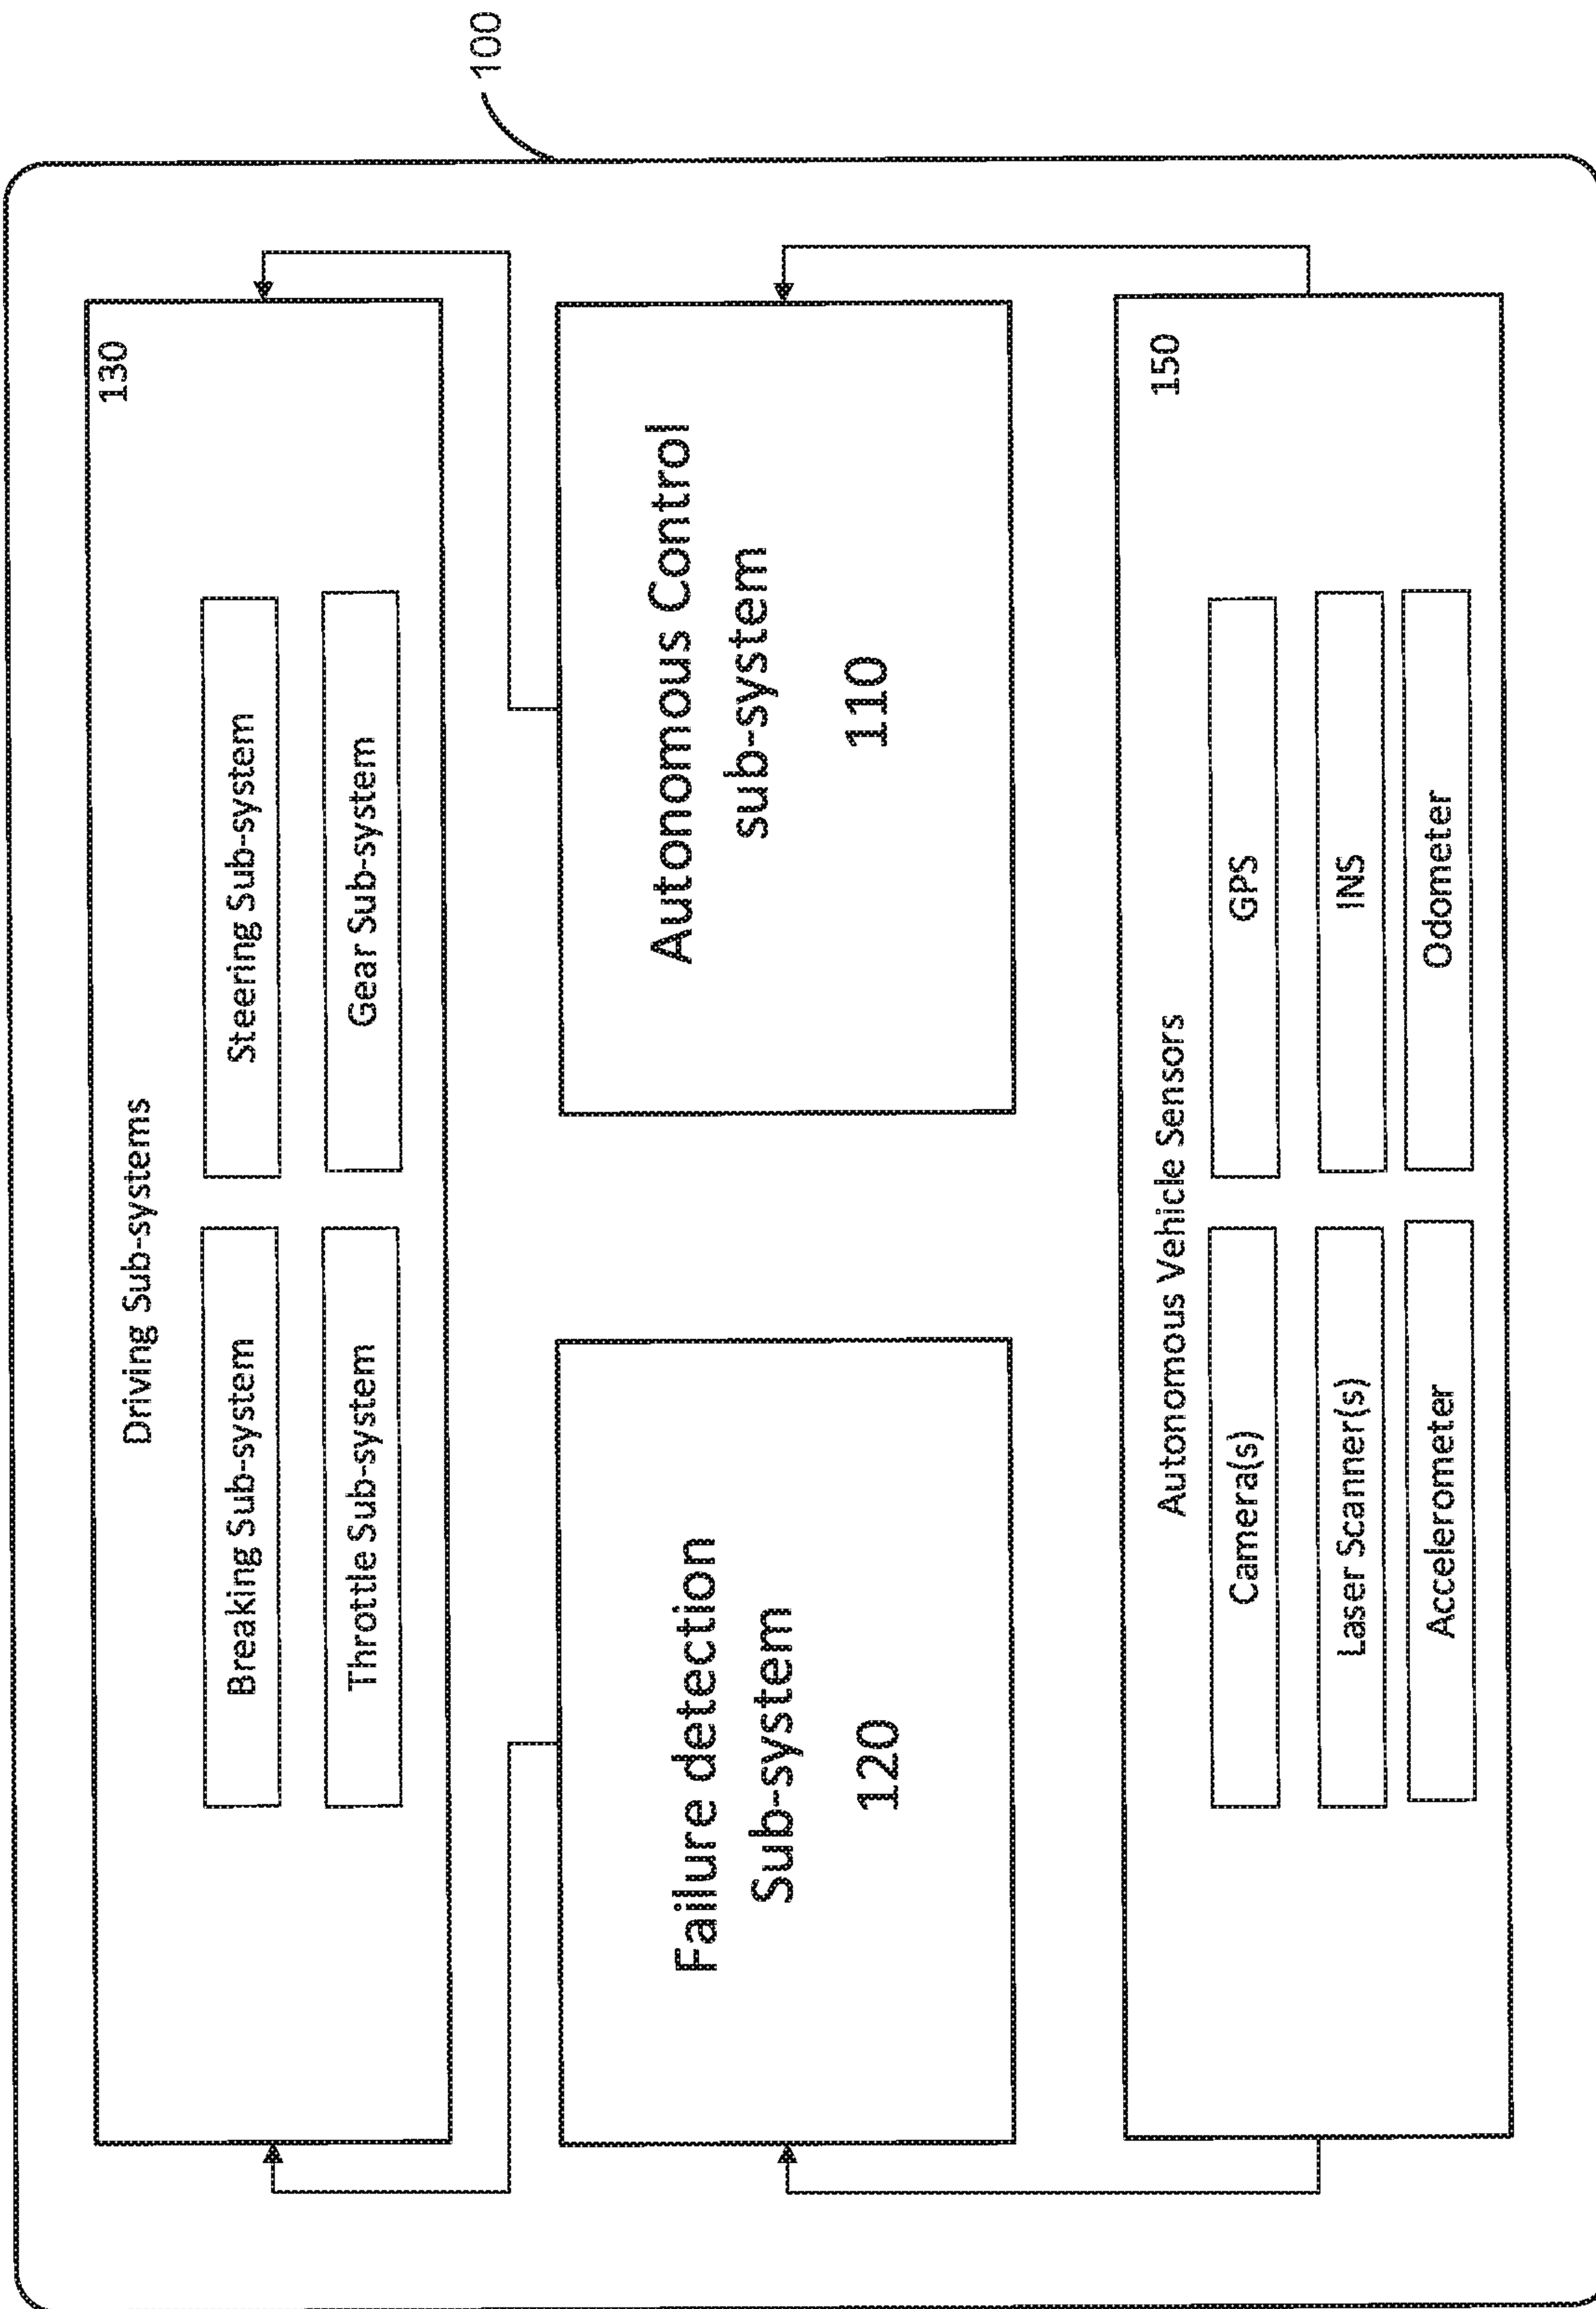 100
130
Driving Sub-systems
Breaking Sub-system
Steering Sub-system
Throttle Sub-system
Gear Sub-system
Failure detection
Sub-system
120
Autonomous Control
sub-system
110
150
Autonomous Vehicle Sensors
Camera(s)
GPS
Laser Scanner(s)
INS
Accelerometer
Odometer